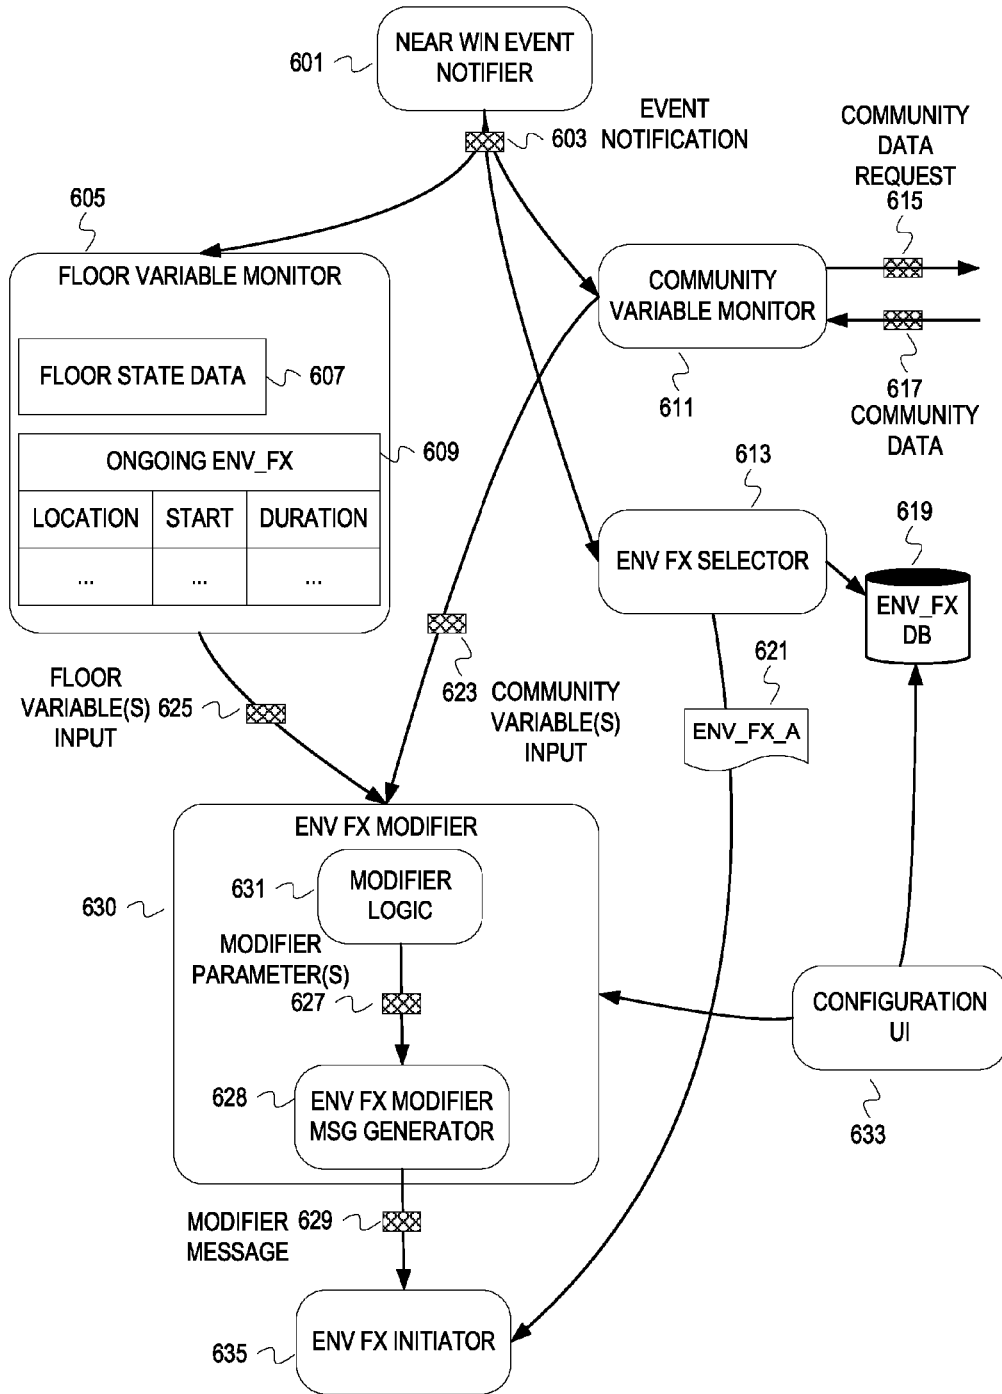 NEAR WIN EVENT
NOTIFIER
601
EVENT
NOTIFICATION
603
COMMUNITY
DATA
REQUEST
615
605
FLOOR VARIABLE MONITOR
COMMUNITY
VARIABLE MONITOR
FLOOR STATE DATA
607
611
617
COMMUNITY
DATA
ONGOING ENV_FX
609
LOCATION
START
DURATION
...
...
...
613
ENV FX SELECTOR
619
ENV_FX
DB
621
ENV_FX_A
FLOOR
VARIABLE(S)
INPUT
625
623
COMMUNITY
VARIABLE(S)
INPUT
ENV FX MODIFIER
630
631
MODIFIER
LOGIC
MODIFIER
PARAMETER(S)
627
CONFIGURATION
UI
628
ENV FX MODIFIER
MSG GENERATOR
633
MODIFIER
MESSAGE
629
ENV FX INITIATOR
635